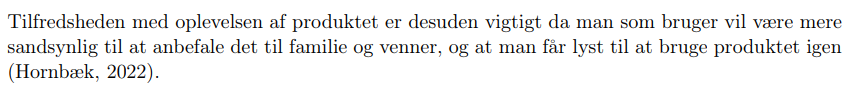 Tilfredsheden med oplevelsen af produktet er desuden vigtigt da man som bruger vil være mere
sandsynlig til at anbefale det til familie og venner, og at man får lyst til at bruge produktet igen
(Hornbæk, 2022).